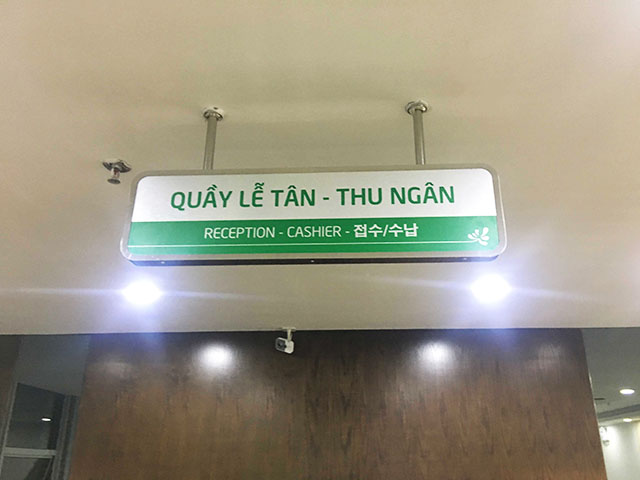 QUẦY LỄ TÂN - THU NGÂN
RECEPTION - CASHIER - 접수/수납